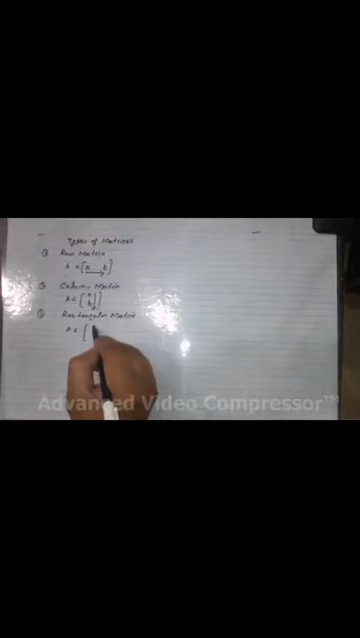 Types of Matrices
① Row Matrix
A = [a b]
② Column Matrix
A = [a
b]
③ Rectangular Matrix
A = [
Advanced Video Compressor™